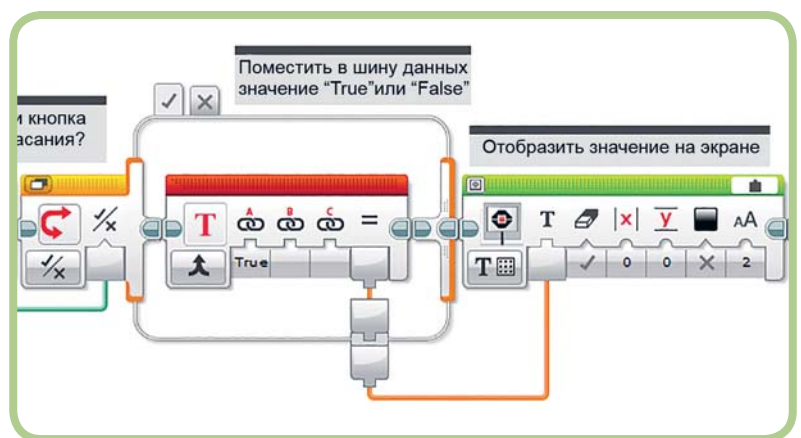 Поместить в шину данных
значение “True”или “False”
и кнопка
асания?
Отобразить значение на экране
T A B C =
True
T |x| y AA
T 0 0 2